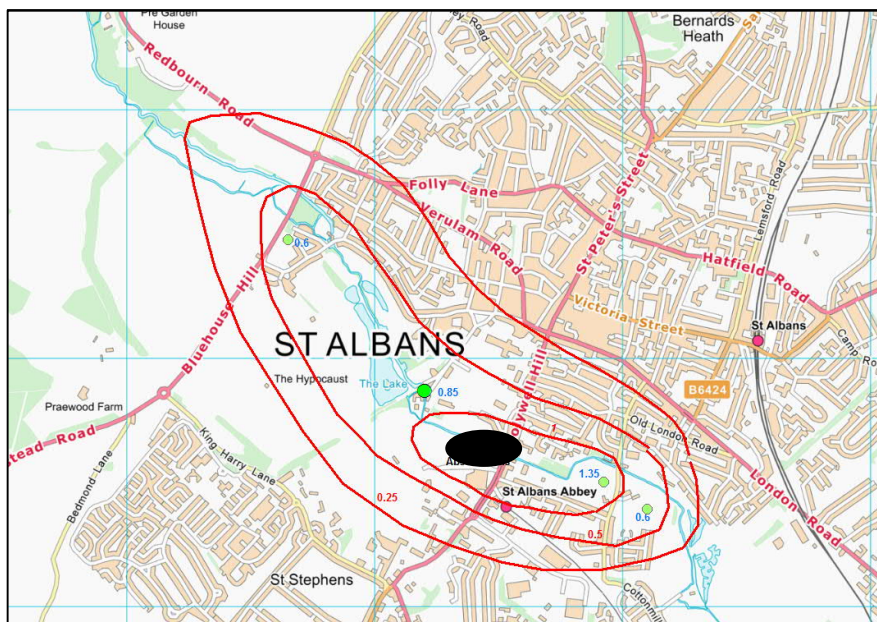 Pre Garden
House
Redbourn Road
Bernards
Heath
Folly Lane
Verulam Road
St Peter's Street
Lemsford Road
Hatfield Road
Bluehouse Hill
0.6
Victoria Street
St Albans
ST ALBANS
The Hypocaust
The Lake
0.85
B6424
Praewood Farm
King Harry Lane
Bedmond Lane
1
Old London Road
London Road
1.35
St Albans Abbey
0.25
0.6
0.5
St Stephens